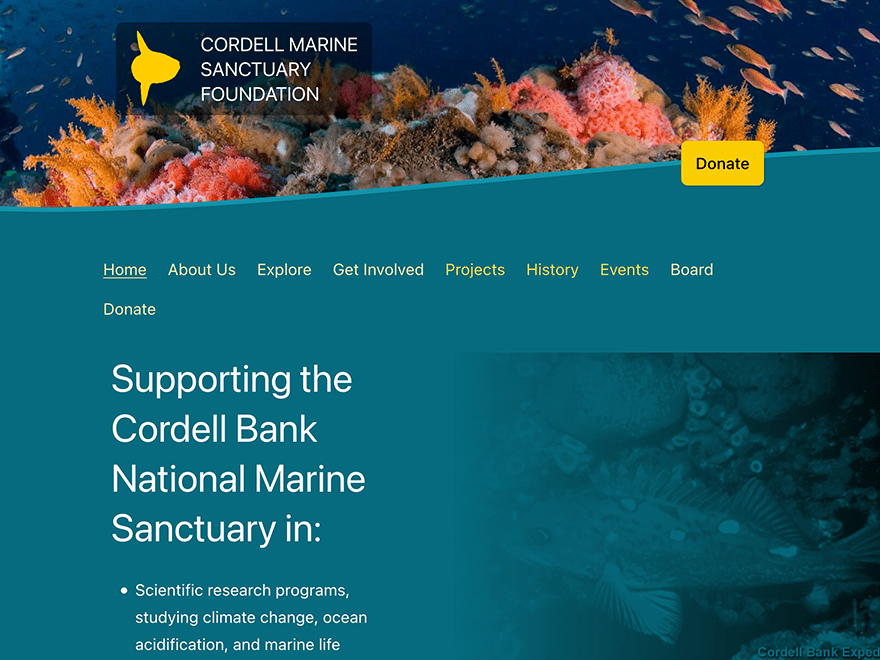 CORDELL MARINE
SANCTUARY
FOUNDATION
Donate
Home About Us Explore Get Involved Projects History Events Board
Donate
Supporting the
Cordell Bank
National Marine
Sanctuary in:
• Scientific research programs,
studying climate change, ocean
acidification, and marine life
Cordell Bank Exped